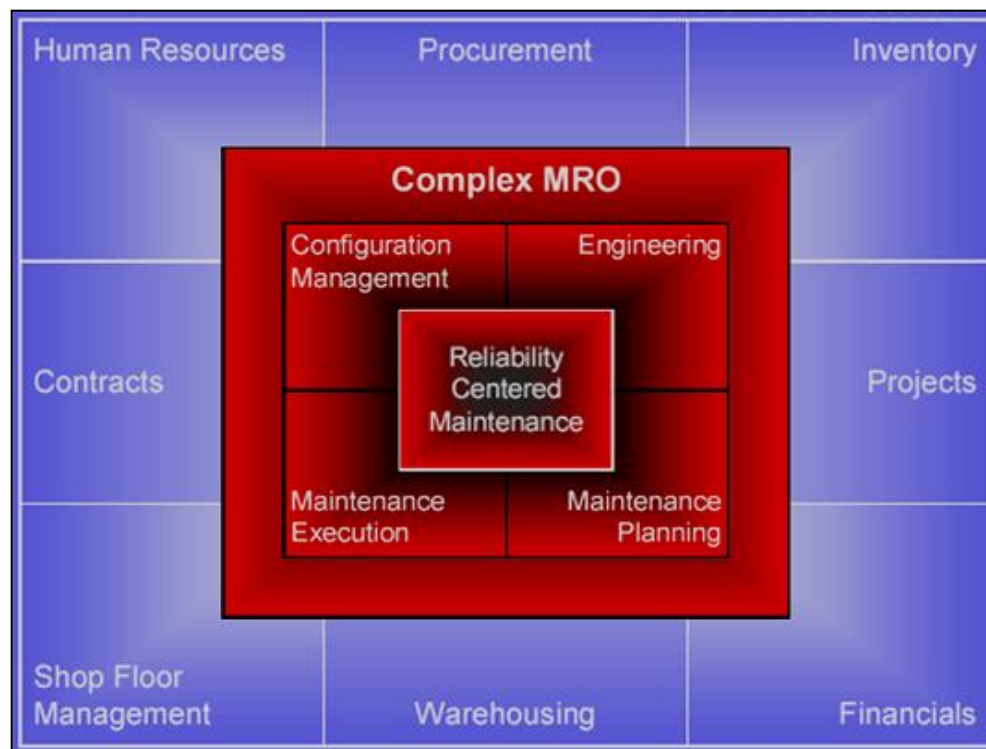 Human Resources
Procurement
Inventory
Complex MRO
Configuration
Management
Engineering
Reliability
Centered
Maintenance
Contracts
Projects
Maintenance
Execution
Maintenance
Planning
Shop Floor
Management
Warehousing
Financials